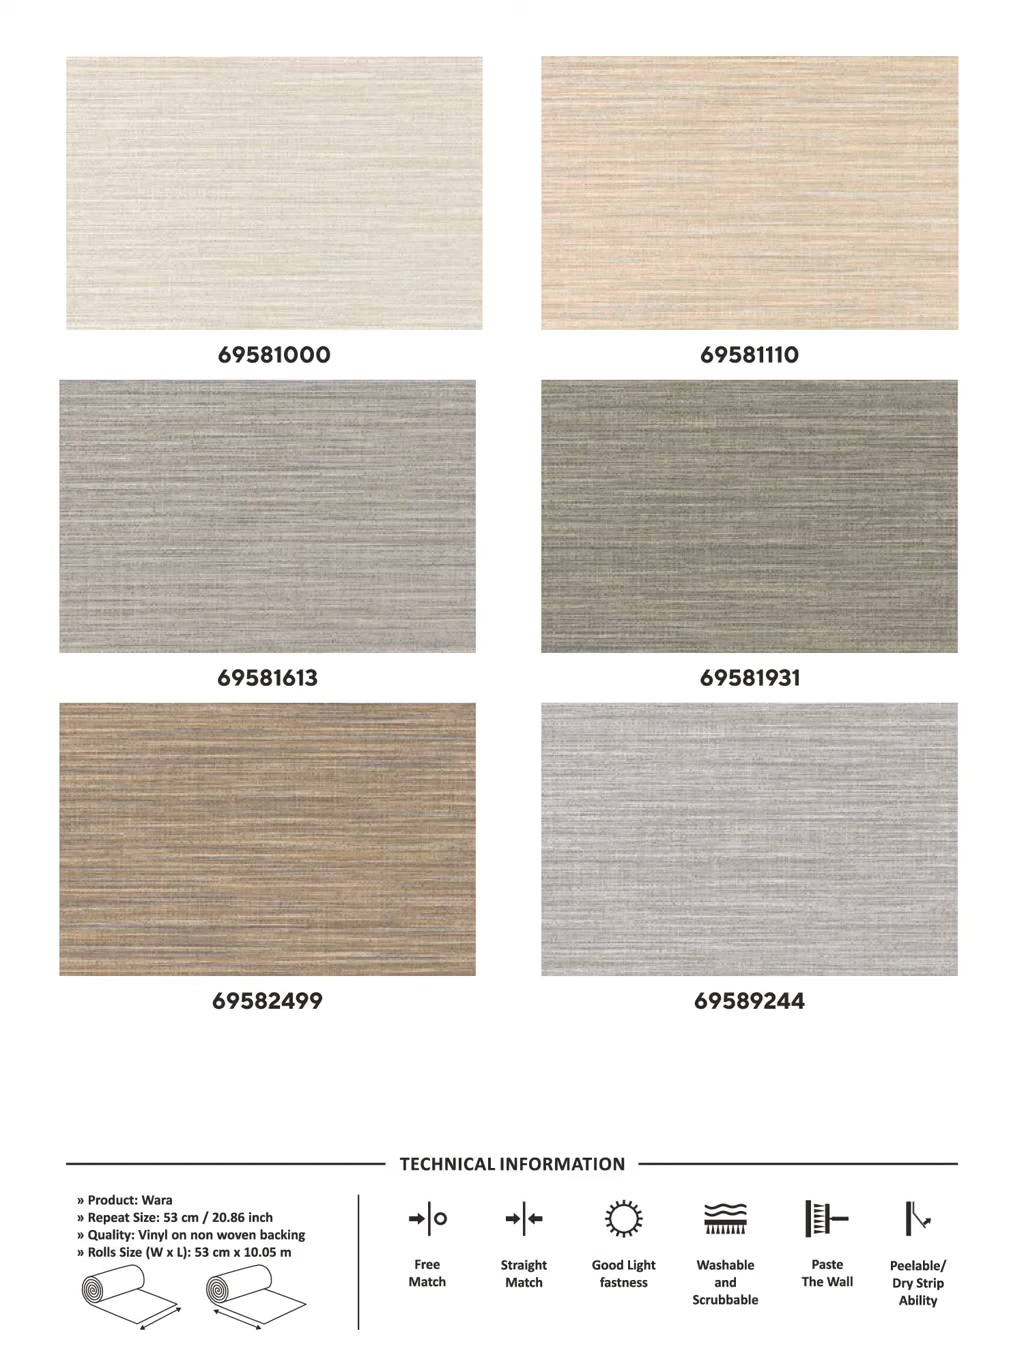 69581000
69581110
69581613
69581931
69582499
69589244
TECHNICAL INFORMATION
» Product: Wara
» Repeat Size: 53 cm / 20.86 inch
» Quality: Vinyl on non woven backing
» Rolls Size (W x L): 53 cm x 10.05 m
Free
Match
Straight
Match
Good Light
fastness
Washable
and
Scrubbable
Paste
The Wall
Peelable/
Dry Strip
Ability